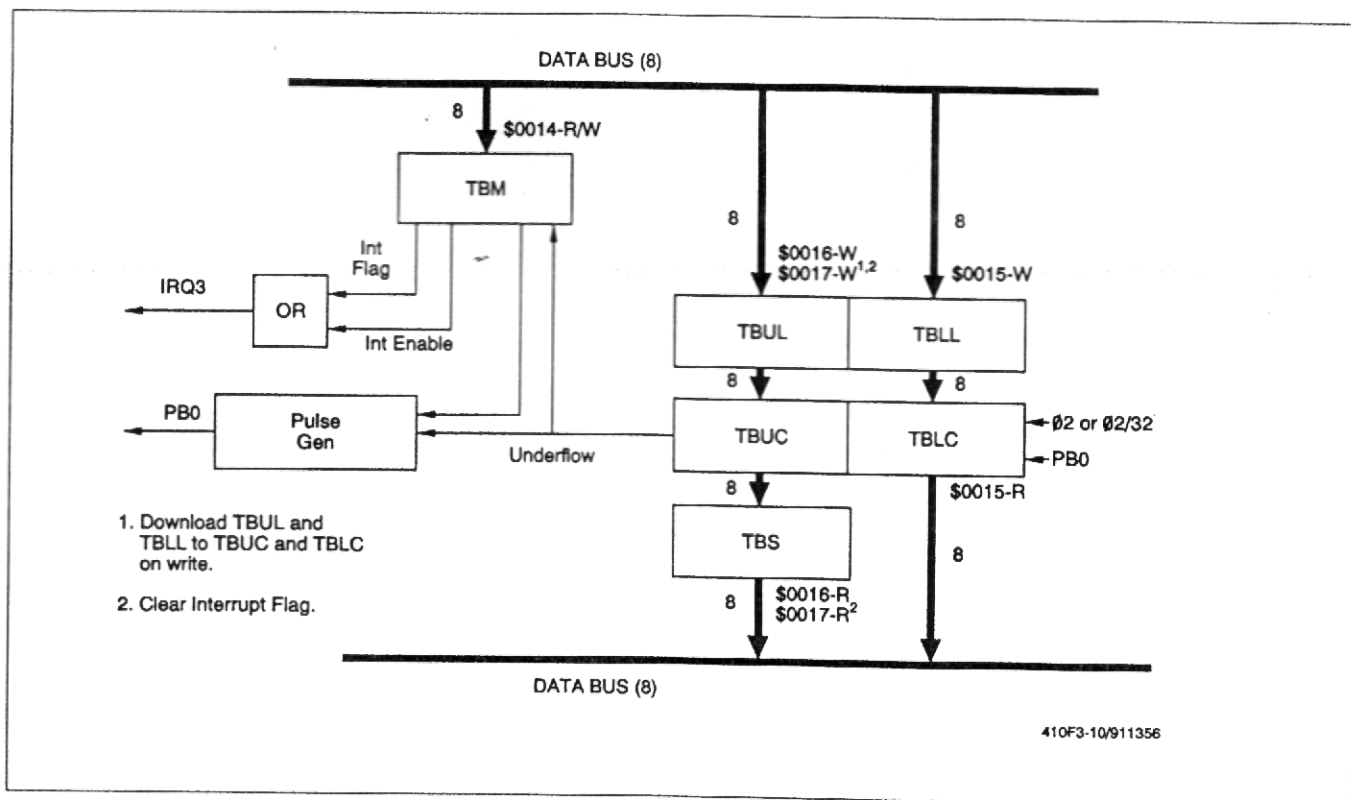 DATA BUS (8)
8
$0014-R/W
TBM
8
8
Int
Flag
$0016-W
$0017-W1,2
$0015-W
IRQ3
OR
Int Enable
TBUL
TBLL
8
8
PB0
Pulse
Gen
Underflow
TBUC
TBLC
Ø2 or Ø2/32
PB0
8
$0015-R
1. Download TBUL and
TBLL to TBUC and TBLC
on write.
TBS
8
2. Clear Interrupt Flag.
8
$0016-R
$0017-R2
DATA BUS (8)
410F3-10/911356